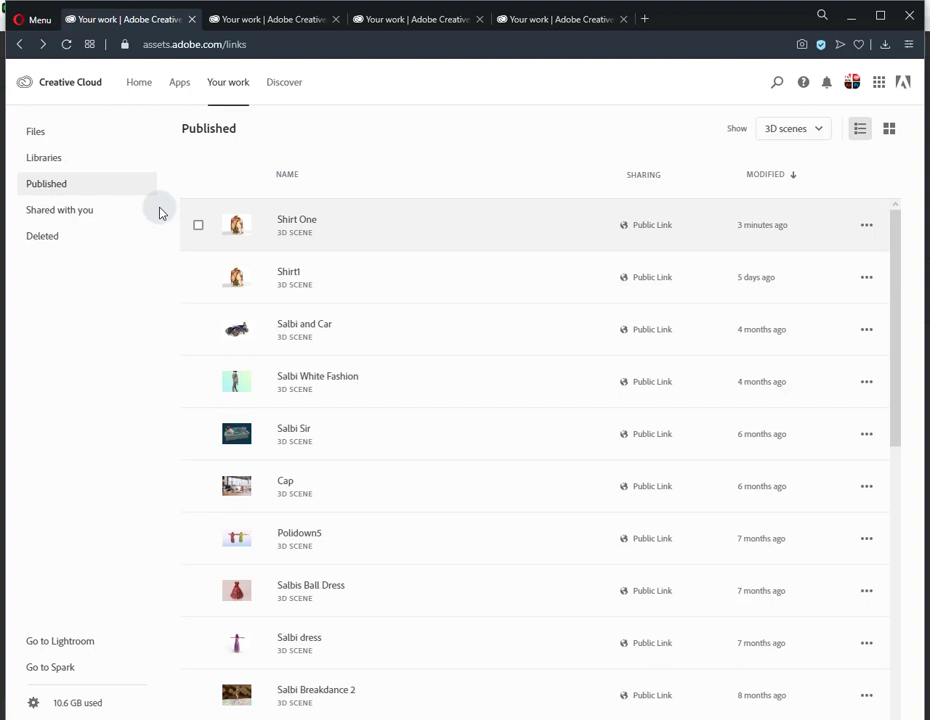 Menu
Your work | Adobe Creative
Your work | Adobe Creative
Your work | Adobe Creative
Your work | Adobe Creative
assets.adobe.com/links
Creative Cloud
Home
Apps
Your work
Discover
Files
Libraries
Published
Shared with you
Deleted
Published
Show
3D scenes
NAME
SHARING
MODIFIED
Shirt One
3D SCENE
Public Link
3 minutes ago
Shirt1
3D SCENE
Public Link
5 days ago
Salbi and Car
3D SCENE
Public Link
4 months ago
Salbi White Fashion
3D SCENE
Public Link
4 months ago
Salbi Sir
3D SCENE
Public Link
6 months ago
Cap
3D SCENE
Public Link
6 months ago
Polidown5
3D SCENE
Public Link
7 months ago
Salbis Ball Dress
3D SCENE
Public Link
7 months ago
Salbi dress
3D SCENE
Public Link
7 months ago
Salbi Breakdance 2
3D SCENE
Public Link
8 months ago
Go to Lightroom
Go to Spark
10.6 GB used